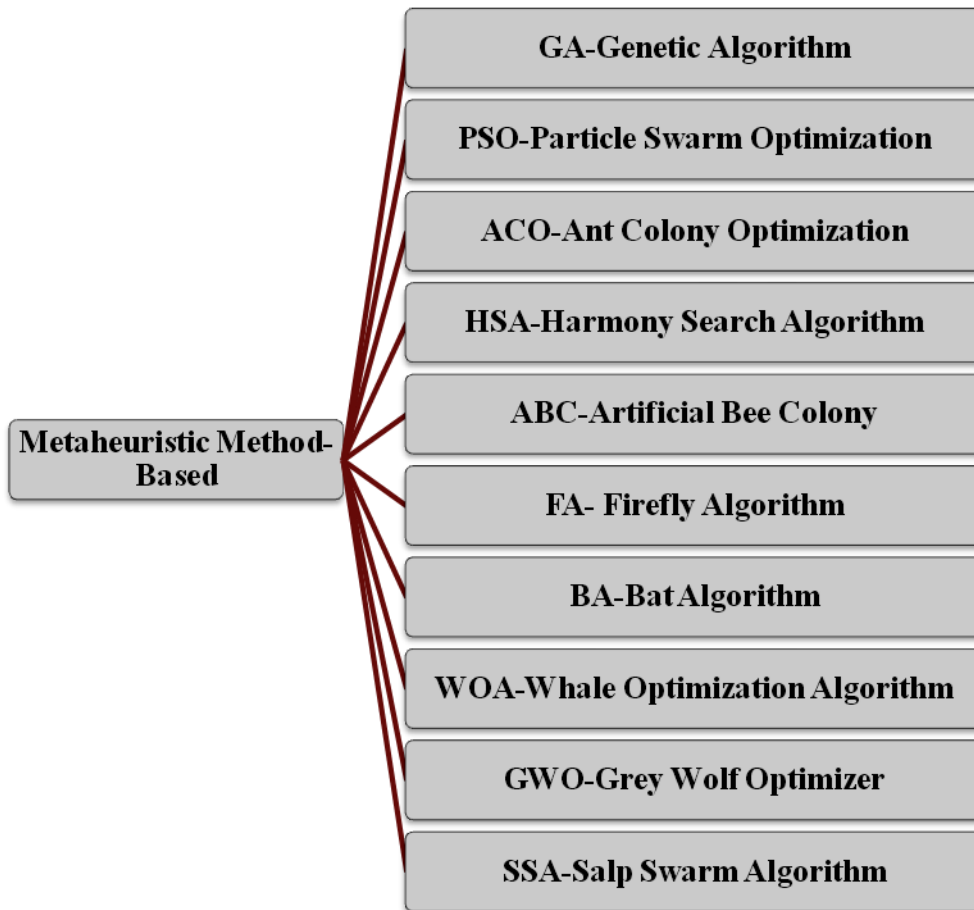 GA-Genetic Algorithm
PSO-Particle Swarm Optimization
ACO-Ant Colony Optimization
HSA-Harmony Search Algorithm
ABC-Artificial Bee Colony
Metaheuristic Method-
Based
FA- Firefly Algorithm
BA-Bat Algorithm
WOA-Whale Optimization Algorithm
GWO-Grey Wolf Optimizer
SSA-Salp Swarm Algorithm